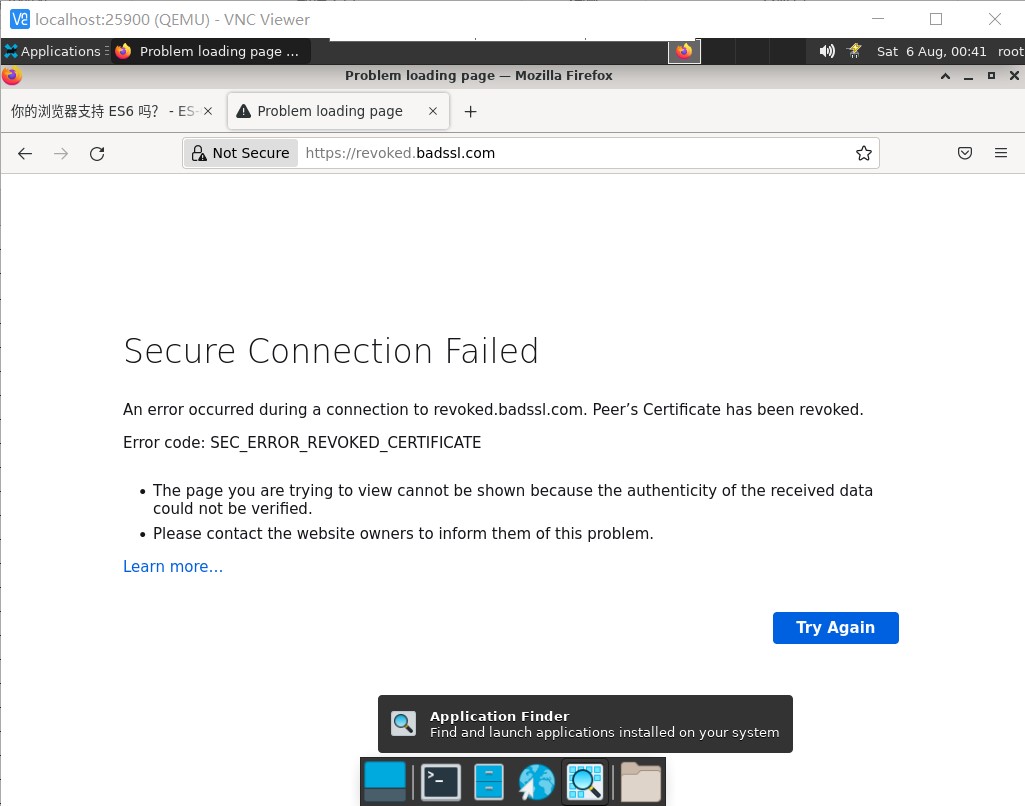 VE localhost:25900 (QEMU) - VNC Viewer
Applications Problem loading page ... Sat 6 Aug, 00:41 root
Problem loading page — Mozilla Firefox
你的浏览器支持 ES6 吗? - ES- Problem loading page
Not Secure https://revoked.badssl.com
Secure Connection Failed
An error occurred during a connection to revoked.badssl.com. Peer’s Certificate has been revoked.
Error code: SEC_ERROR_REVOKED_CERTIFICATE
• The page you are trying to view cannot be shown because the authenticity of the received data
could not be verified.
• Please contact the website owners to inform them of this problem.
Learn more…
Try Again
Application Finder
Find and launch applications installed on your system